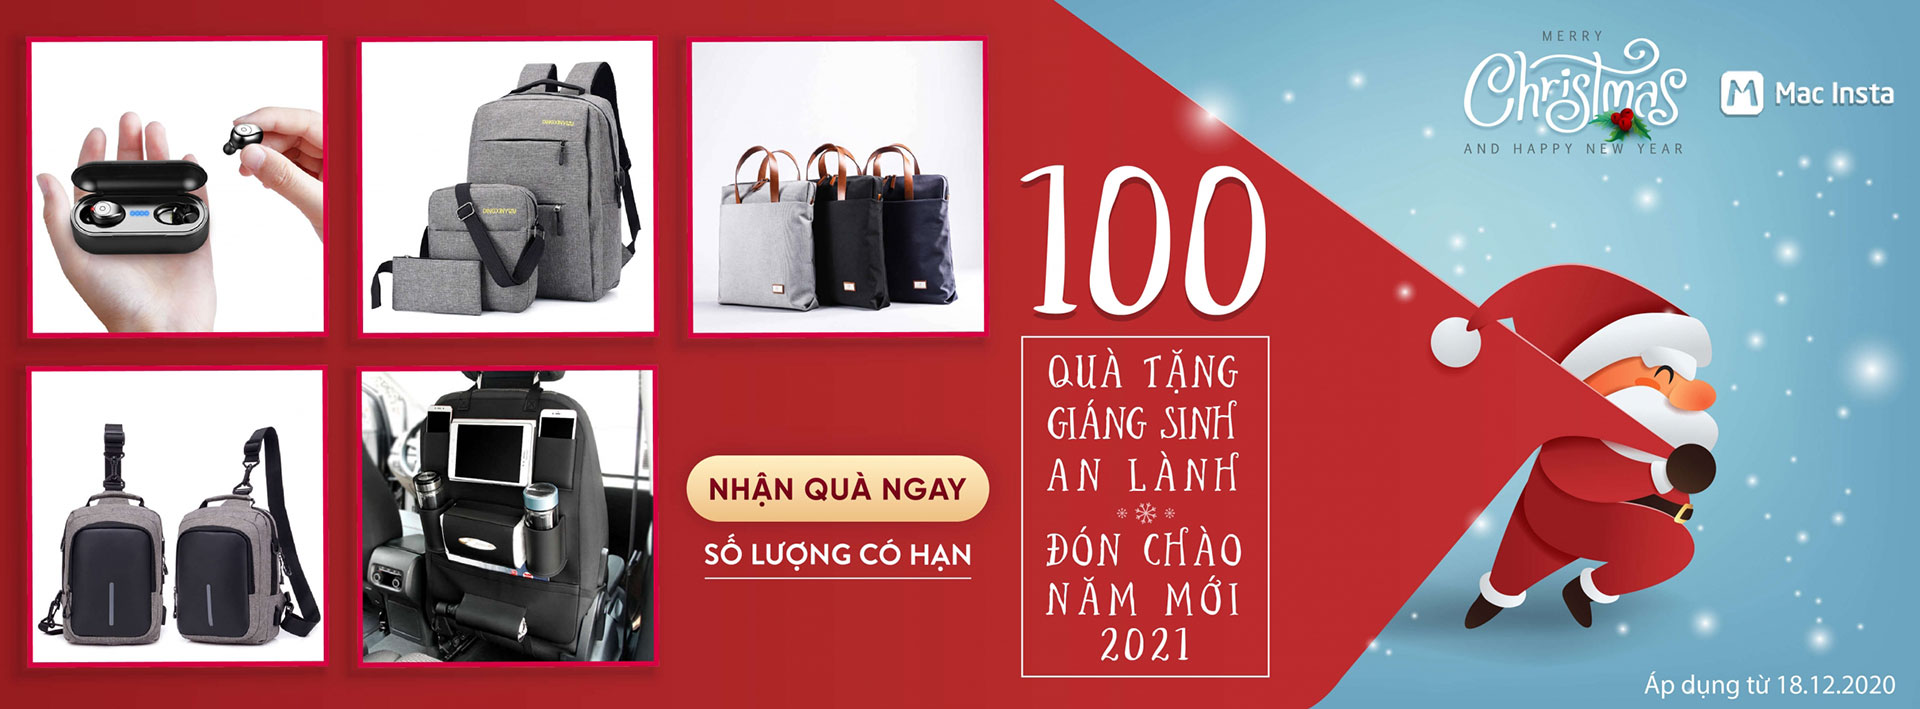 MERRY
Christmas
AND HAPPY NEW YEAR
Mac Insta
100
QUÀ TẶNG
GIÁNG SINH
AN LÀNH
ĐÓN CHÀO
NĂM MỚI
2021
NHẬN QUÀ NGAY
SỐ LƯỢNG CÓ HẠN
Áp dụng từ 18.12.2020